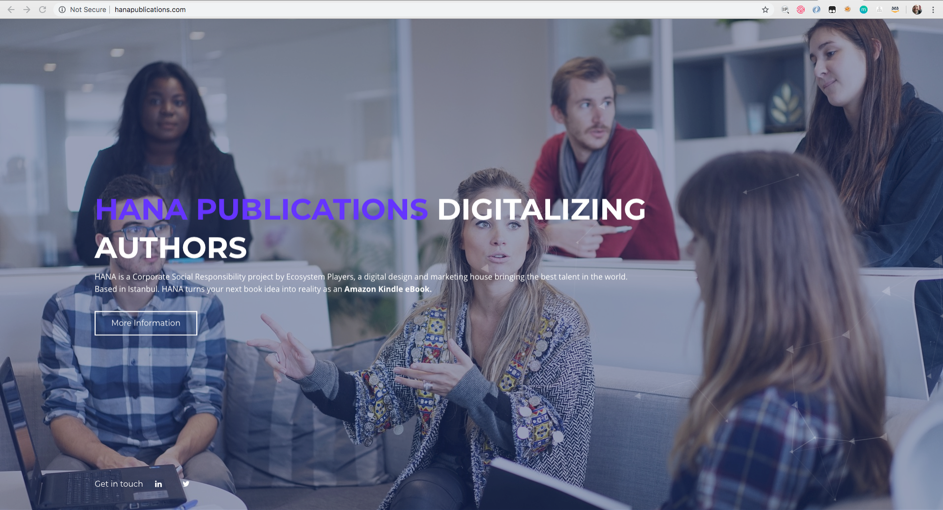 Not Secure | hanapublications.com
HANA PUBLICATIONS DIGITALIZING
AUTHORS
HANA is a Corporate Social Responsibility project by Ecosystem Players, a digital design and marketing house bringing the best talent in the world.
Based in Istanbul. HANA turns your next book idea into reality as an Amazon Kindle eBook.
More Information
Get in touch